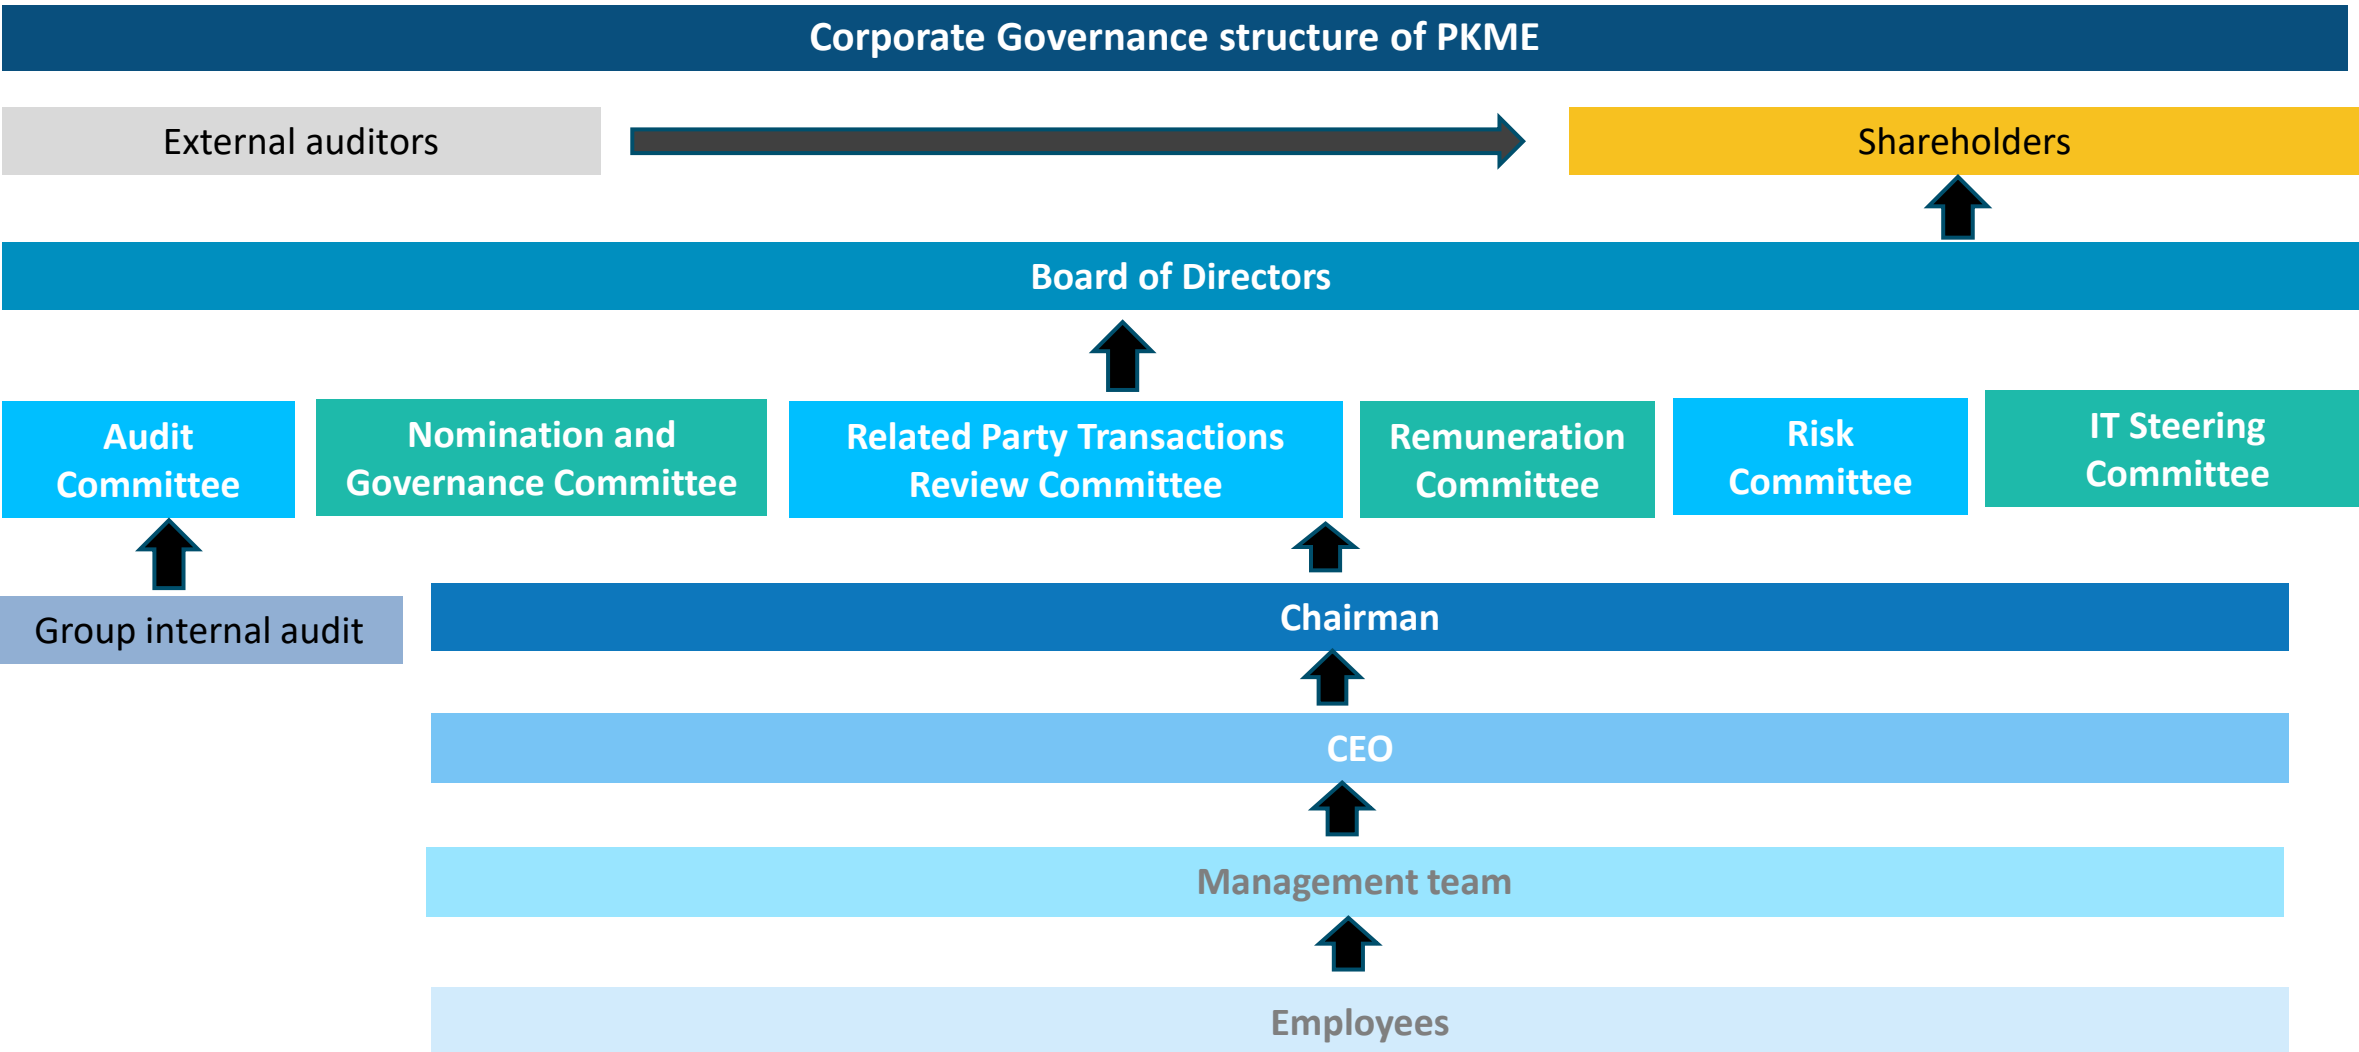 Corporate Governance structure of PKME
External auditors
Shareholders
Board of Directors
Audit
Committee
Nomination and
Governance Committee
Related Party Transactions
Review Committee
Remuneration
Committee
Risk
Committee
IT Steering
Committee
Group internal audit
Chairman
CEO
Management team
Employees